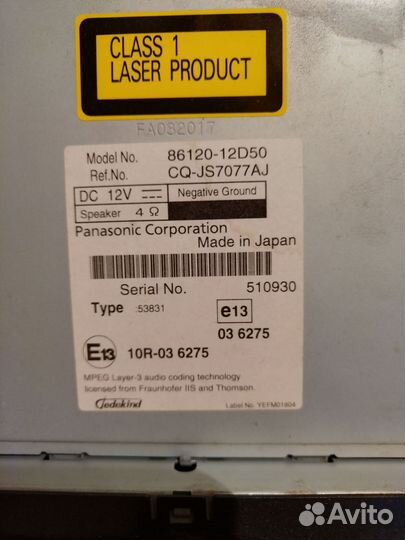 CLASS 1
LASER PRODUCT
FA082017
Model No. 86120-12D50
Ref.No. CQ-JS7077AJ
DC 12V Negative Ground
Speaker 4 Ω
Panasonic Corporation
Made in Japan
Serial No. 510930
Type :53831 e13
03 6275
E13 10R-03 6275
MPEG Layer-3 audio coding technology
licensed from Fraunhofer IIS and Thomson.
Gedekind Label No. YEFM01804
Avito